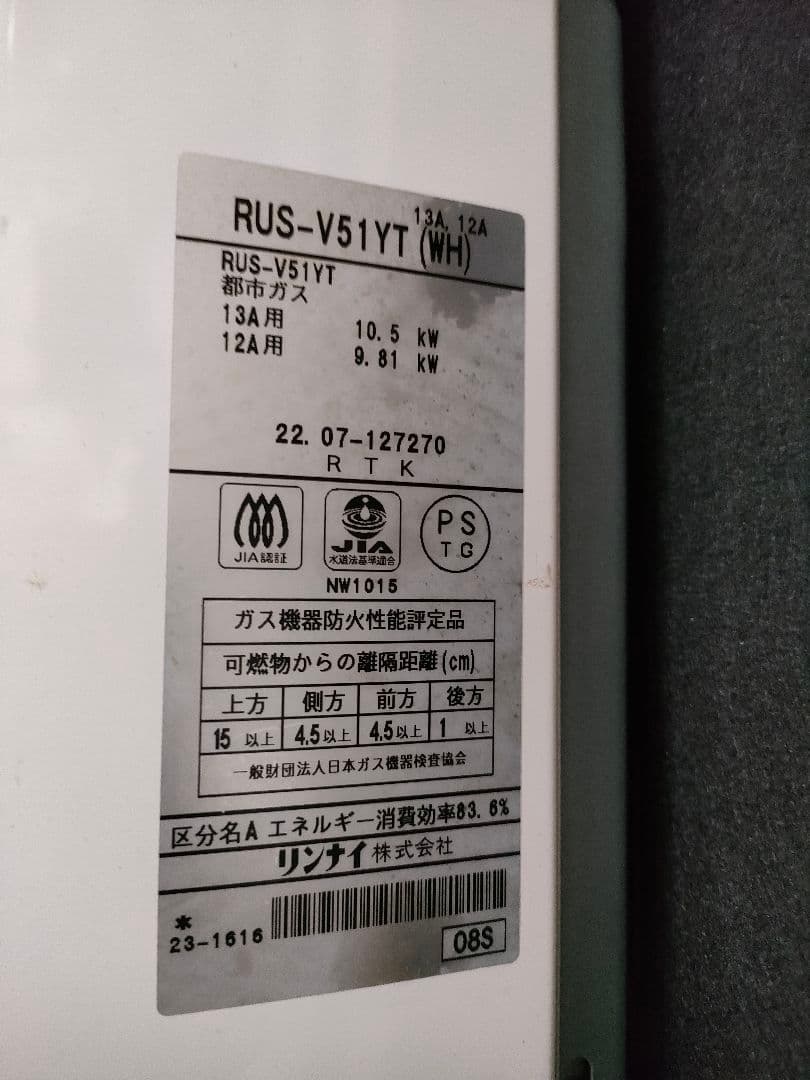 RUS-V51YT(WH) 13A, 12A
RUS-V51YT
都市ガス
13A用 10.5 kW
12A用 9.81 kW
22.07-127270
RTK
JIA認証
JIA
水道法基準適合
PS
TG
NW1015
ガス機器防火性能評定品
可燃物からの離隔距離(cm)
上方 側方 前方 後方
15以上 4.5以上 4.5以上 1以上
一般財団法人日本ガス機器検査協会
区分名A エネルギー消費効率83.6%
リンナイ株式会社
*
23-1616
08S